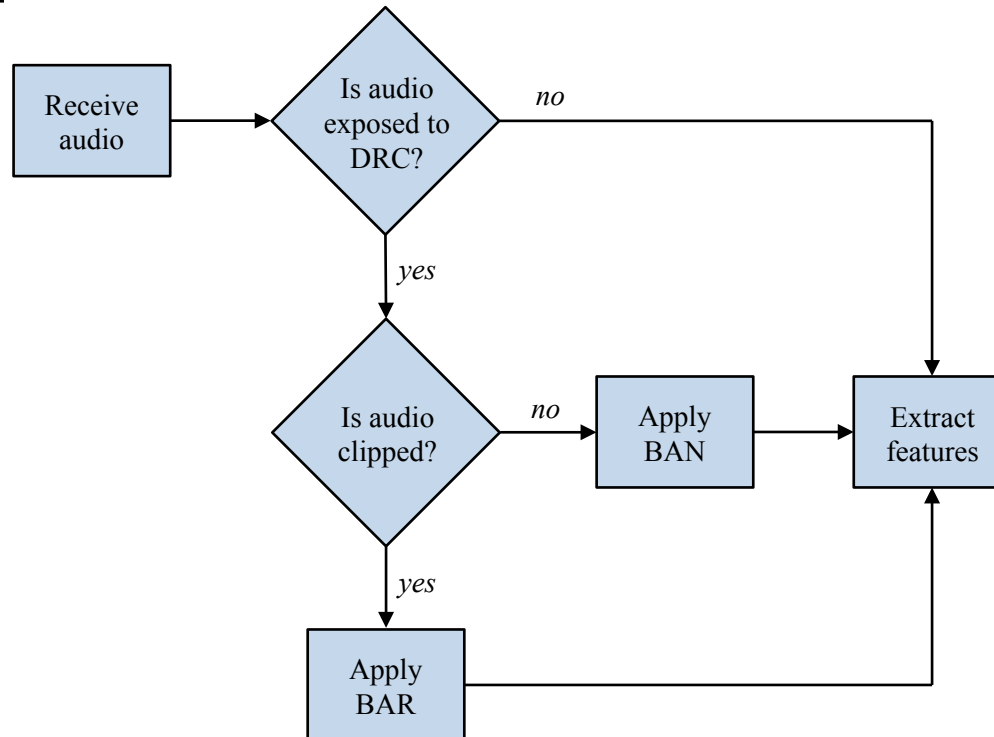 Receive
audio
Is audio
exposed to
DRC?
no
yes
Is audio
clipped?
no
Apply
BAN
Extract
features
yes
Apply
BAR